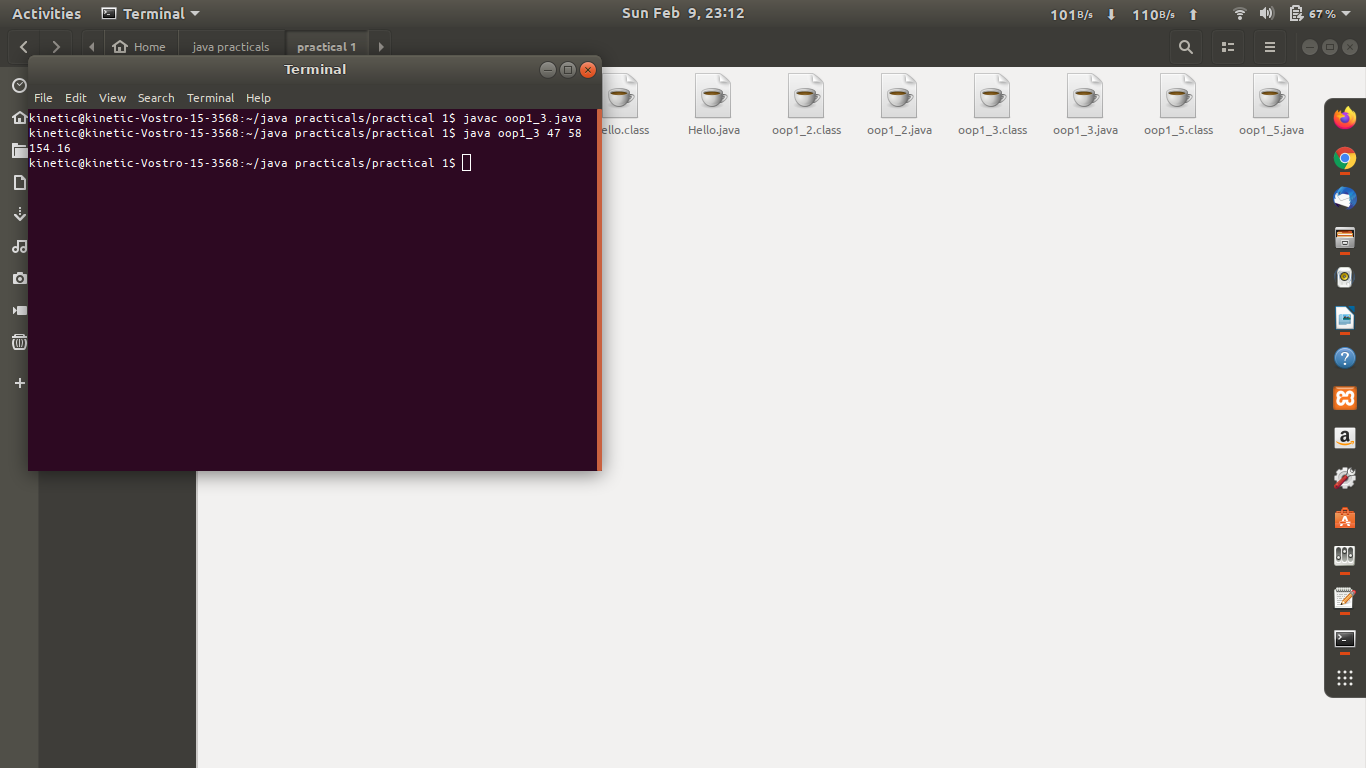 Activities Terminal Sun Feb 9, 23:12 101B/s 110B/s 67 %
Home java practicals practical 1
Terminal
File Edit View Search Terminal Help
kinetic@kinetic-Vostro-15-3568:~/java practicals/practical 1$ javac oop1_3.java
kinetic@kinetic-Vostro-15-3568:~/java practicals/practical 1$ java oop1_3 47 58
154.16
kinetic@kinetic-Vostro-15-3568:~/java practicals/practical 1$
ello.class Hello.java oop1_2.class oop1_2.java oop1_3.class oop1_3.java oop1_5.class oop1_5.java